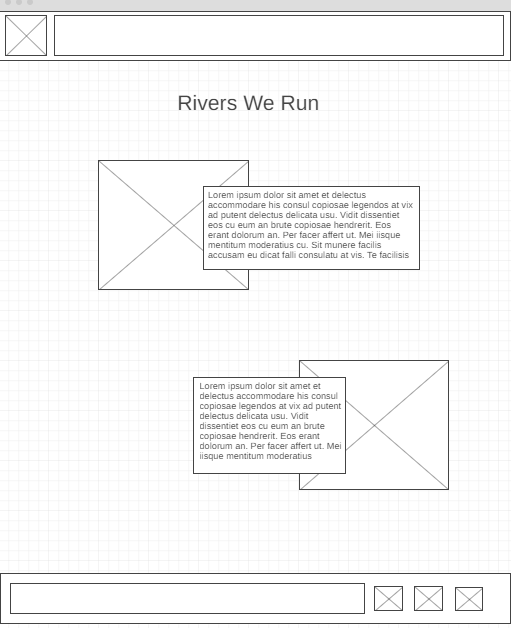 Rivers We Run
Lorem ipsum dolor sit amet et delectus
accommodare his consul copiosae legendos at vix
ad putent delectus delicata usu. Vidit dissentiet
eos cu eum an brute copiosae hendrerit. Eos
erant dolorum an. Per facer affert ut. Mei iisque
mentitum moderatius cu. Sit munere facilis
accusam eu dicat falli consulatu at vis. Te facilisis
Lorem ipsum dolor sit amet et
delectus accommodare his consul
copiosae legendos at vix ad putent
delectus delicata usu. Vidit
dissentiet eos cu eum an brute
copiosae hendrerit. Eos erant
dolorum an. Per facer affert ut. Mei
iisque mentitum moderatius